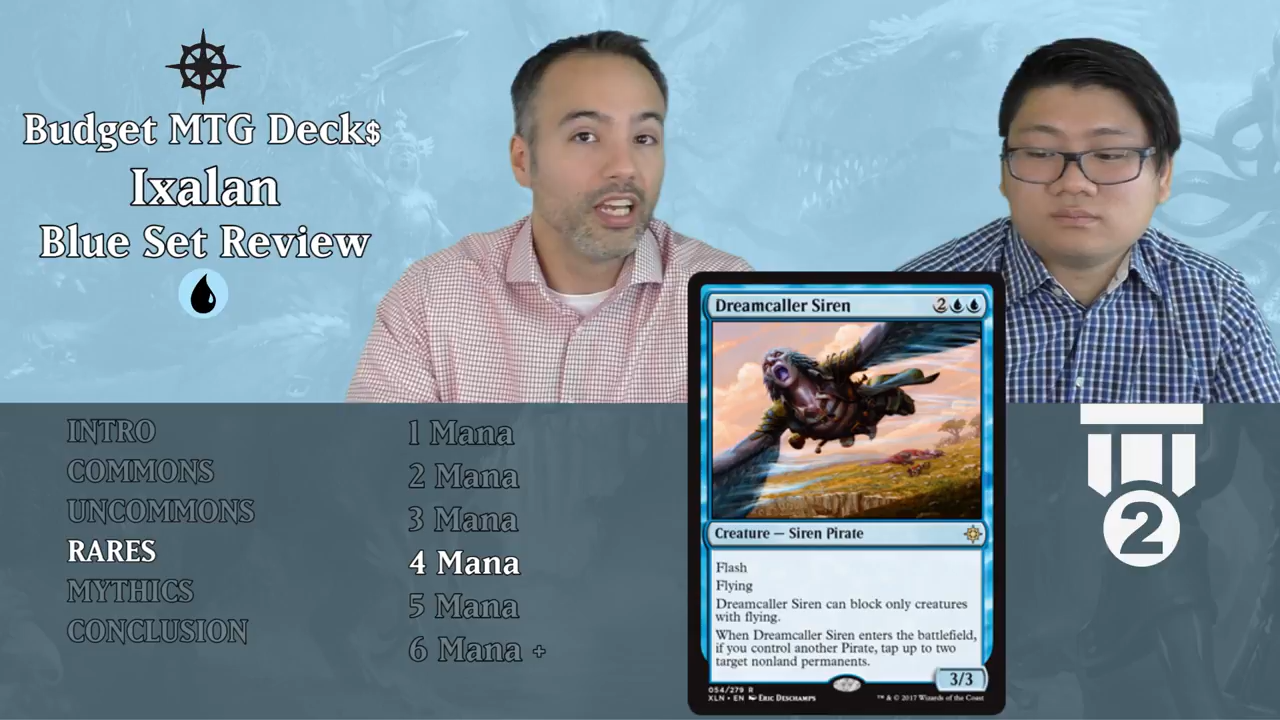 Budget MTG Deck$
Ixalan
Blue Set Review
INTRO
COMMONS
UNCOMMONS
RARES
MYTHICS
CONCLUSION
1 Mana
2 Mana
3 Mana
4 Mana
5 Mana
6 Mana +
Dreamcaller Siren 2
Creature — Siren Pirate
Flash
Flying
Dreamcaller Siren can block only creatures
with flying.
When Dreamcaller Siren enters the battlefield,
if you control another Pirate, tap up to two
target nonland permanents.
3/3
054/279 R
XLN • EN Eric Deschamps
™ & © 2017 Wizards of the Coast
2